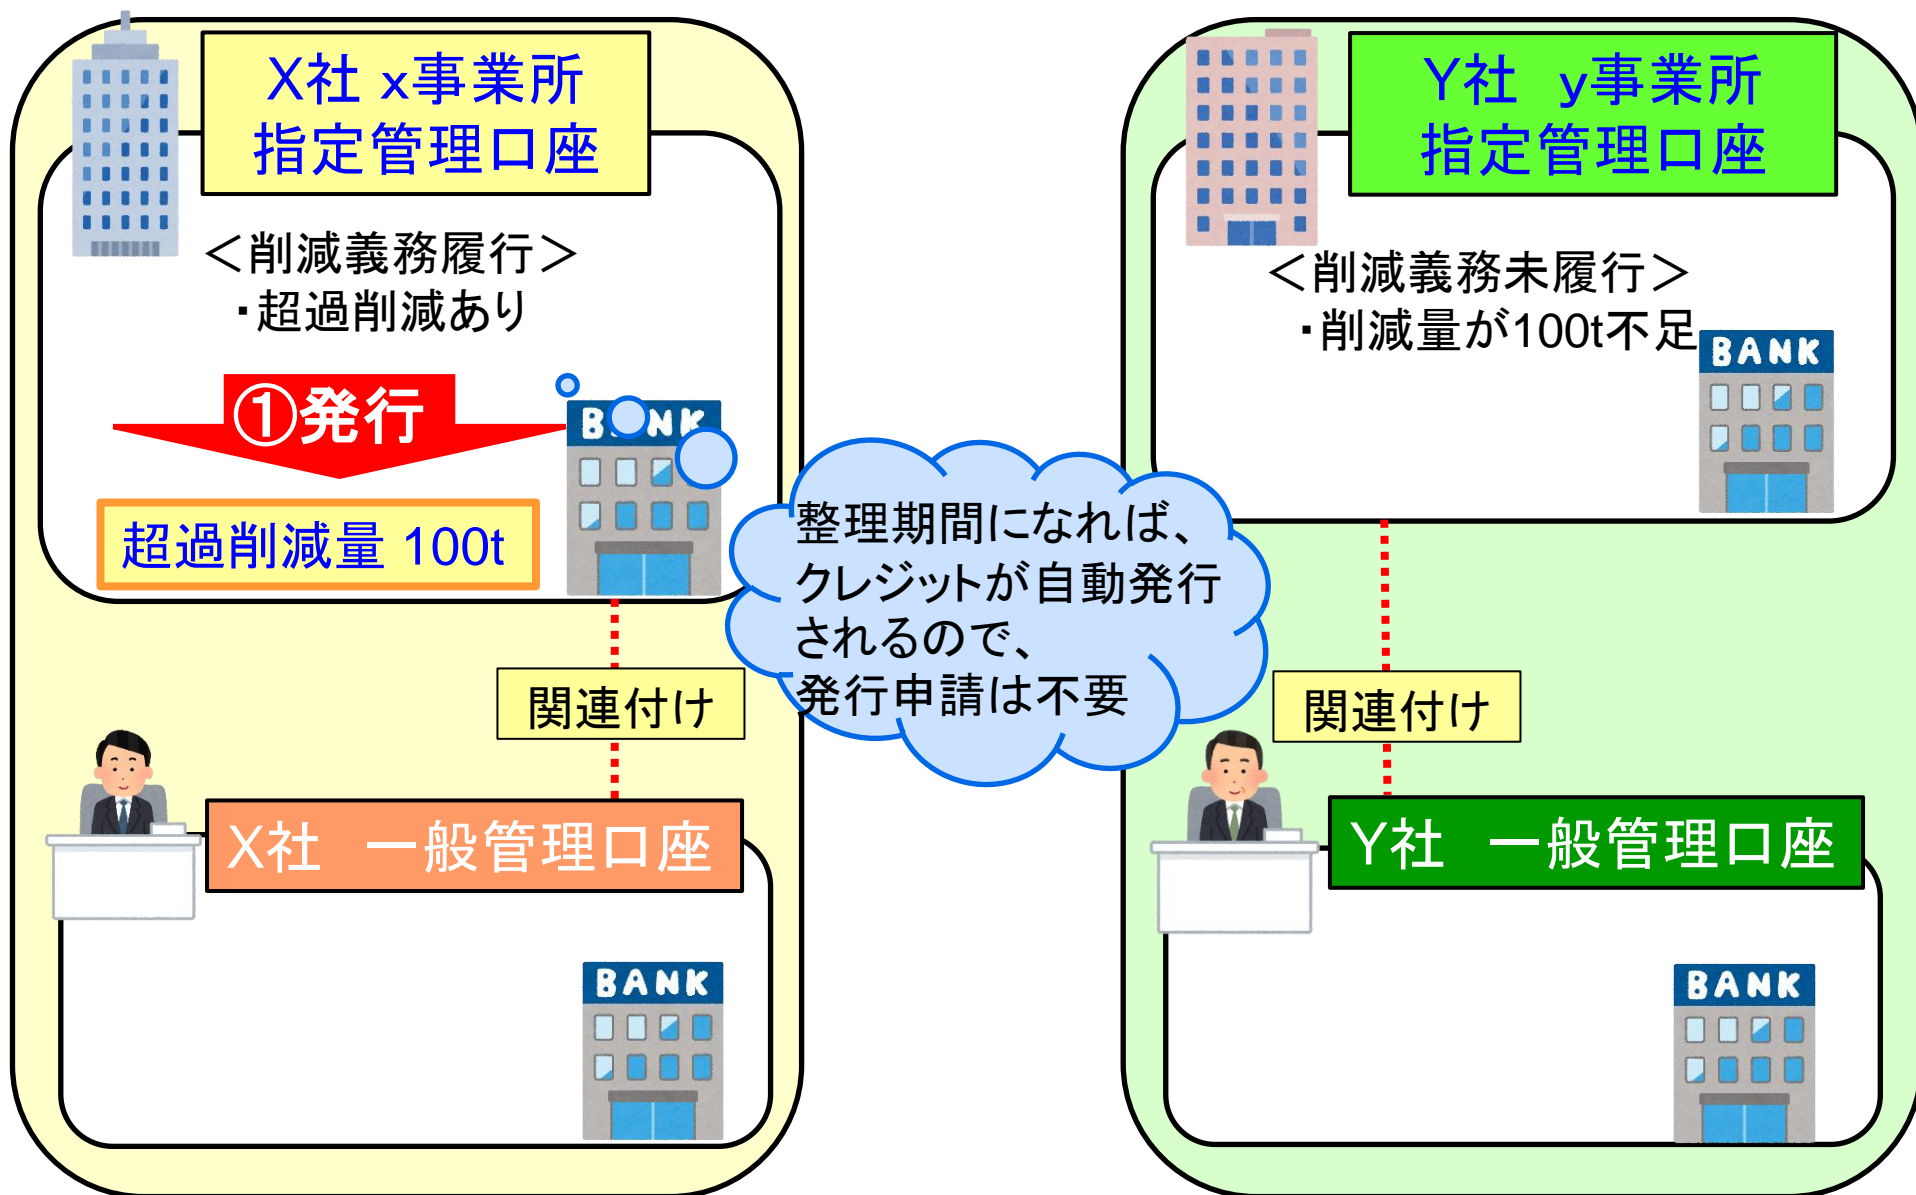 X社 x事業所
指定管理口座
＜削減義務履行＞
・超過削減あり
①発行
BANK
超過削減量 100t
関連付け
X社　一般管理口座
BANK
整理期間になれば、
クレジットが自動発行
されるので、
発行申請は不要
Y社　y事業所
指定管理口座
＜削減義務未履行＞
・削減量が100t不足
BANK
関連付け
Y社　一般管理口座
BANK